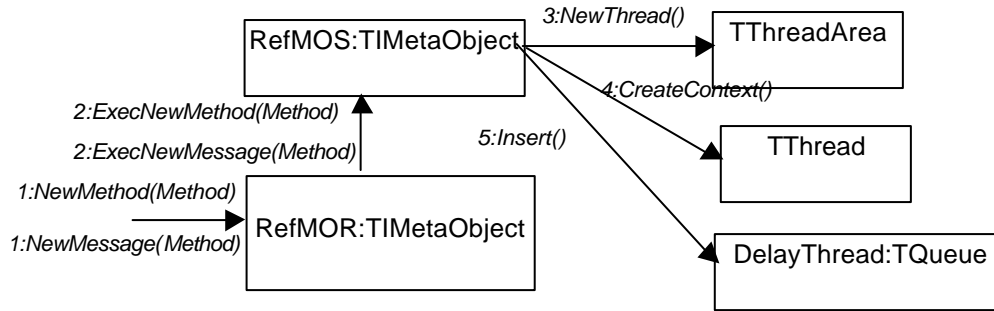 3:NewThread()
RefMOS:TIMetaObject
TThreadArea
4:CreateContext()
2:ExecNewMethod(Method)
5:Insert()
2:ExecNewMessage(Method)
TThread
1:NewMethod(Method)
RefMOR:TIMetaObject
1:NewMessage(Method)
DelayThread:TQueue